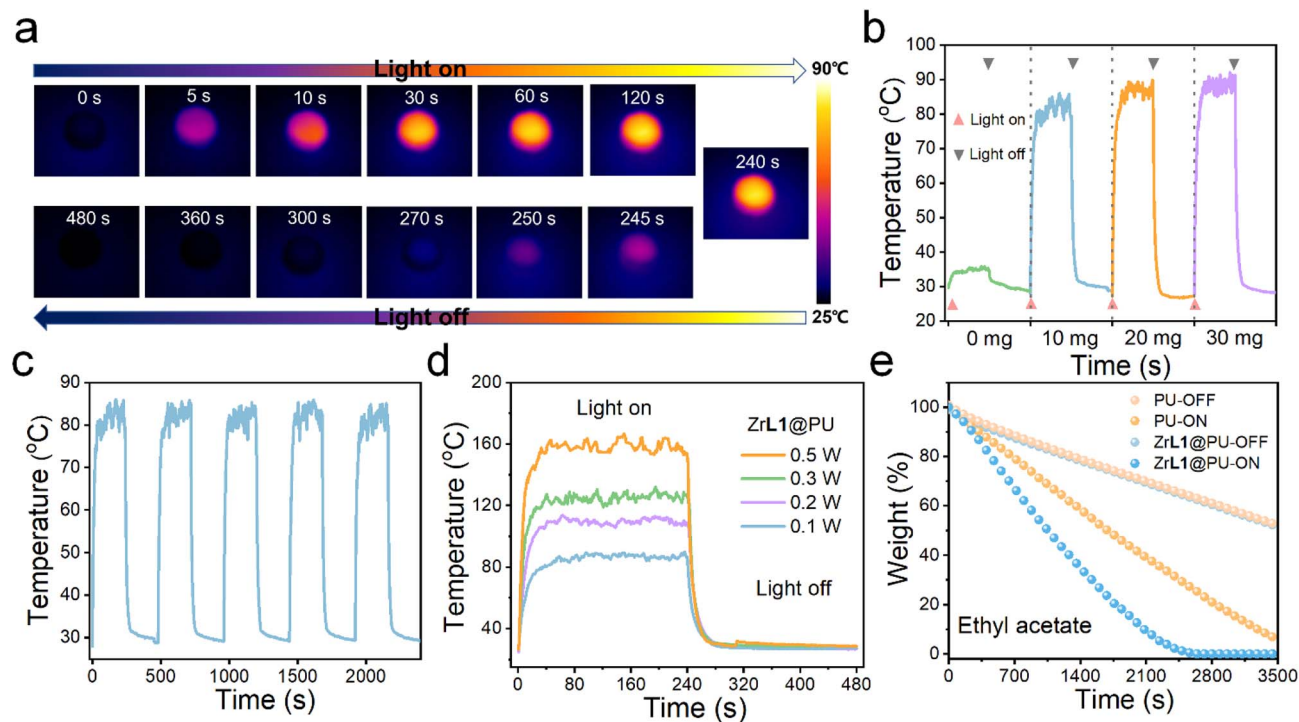 a
Light on
90℃
0 s
5 s
10 s
30 s
60 s
120 s
240 s
480 s
360 s
300 s
270 s
250 s
245 s
Light off
25℃
b
Temperature (°C)
100
90
80
70
60
50
40
30
20
Light on
Light off
0 mg
10 mg
20 mg
30 mg
Time (s)
c
Temperature (°C)
90
80
70
60
50
40
30
0
500
1000
1500
2000
Time (s)
d
Temperature (°C)
200
160
120
80
40
Light on
ZrL1@PU
0.5 W
0.3 W
0.2 W
0.1 W
Light off
0
80
160
240
320
400
480
Time (s)
e
Weight (%)
100
80
60
40
20
0
PU-OFF
PU-ON
ZrL1@PU-OFF
ZrL1@PU-ON
Ethyl acetate
0
700
1400
2100
2800
3500
Time (s)